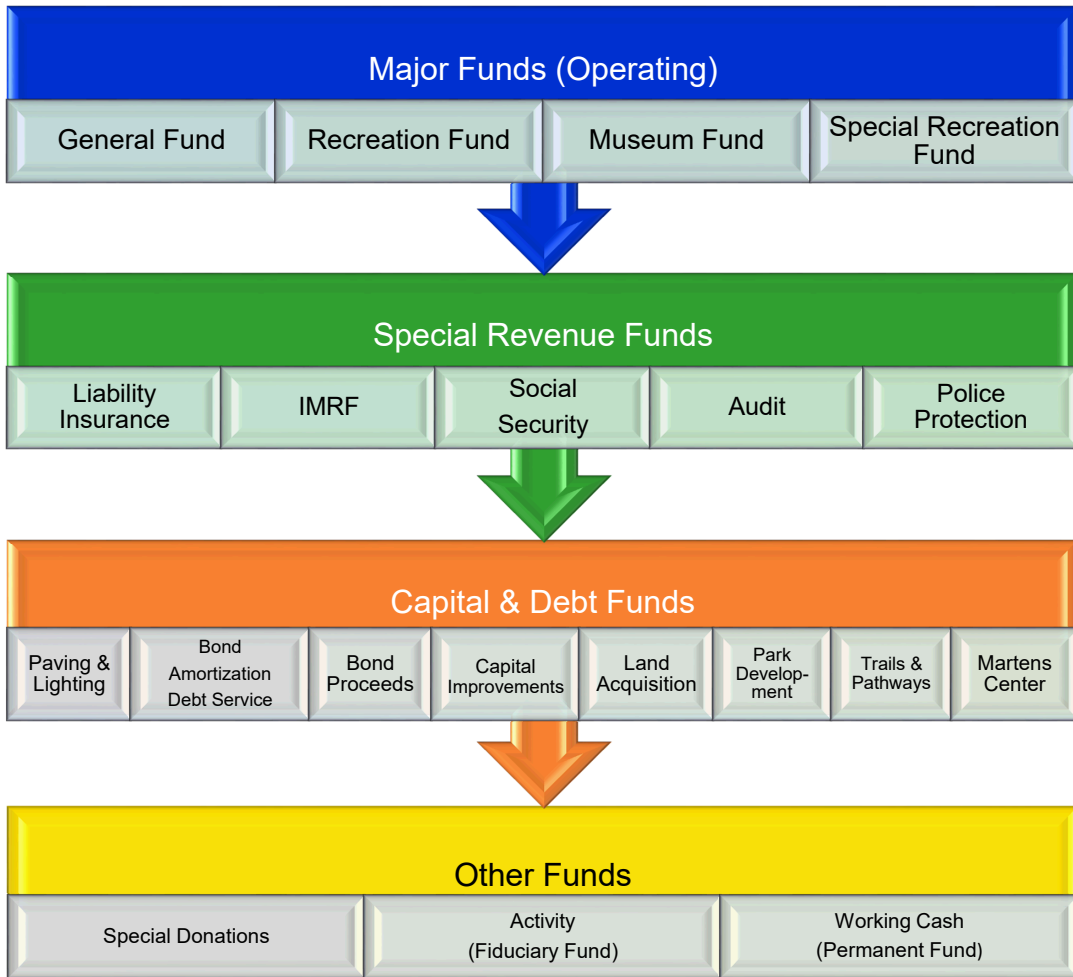 Major Funds (Operating)
General Fund
Recreation Fund
Museum Fund
Special Recreation
Fund
Special Revenue Funds
Liability
Insurance
IMRF
Social
Security
Audit
Police
Protection
Capital & Debt Funds
Paving &
Lighting
Bond
Amortization
Debt Service
Bond
Proceeds
Capital
Improvements
Land
Acquisition
Park
Develop-
ment
Trails &
Pathways
Martens
Center
Other Funds
Special Donations
Activity
(Fiduciary Fund)
Working Cash
(Permanent Fund)